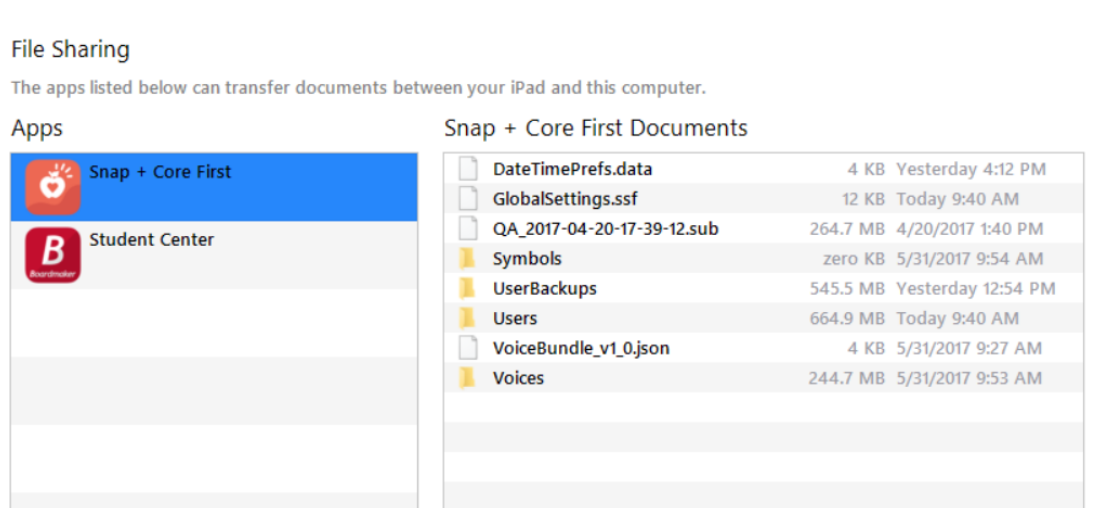 File Sharing
The apps listed below can transfer documents between your iPad and this computer.
Apps
Snap + Core First
B
Boardmaker
Student Center
Snap + Core First Documents
DateTimePrefs.data 4 KB Yesterday 4:12 PM
GlobalSettings.ssf 12 KB Today 9:40 AM
QA_2017-04-20-17-39-12.sub 264.7 MB 4/20/2017 1:40 PM
Symbols zero KB 5/31/2017 9:54 AM
UserBackups 545.5 MB Yesterday 12:54 PM
Users 664.9 MB Today 9:40 AM
VoiceBundle_v1_0.json 4 KB 5/31/2017 9:27 AM
Voices 244.7 MB 5/31/2017 9:53 AM